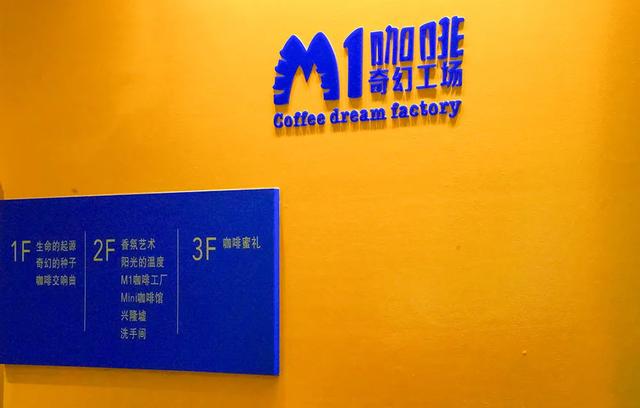 M1咖啡
奇幻工场
Coffee dream factory
1F
生命的起源
奇幻的种子
咖啡交响曲
2F
香氛艺术
阳光的温度
M1咖啡工厂
Mini咖啡馆
兴隆墟
洗手间
3F
咖啡蜜礼